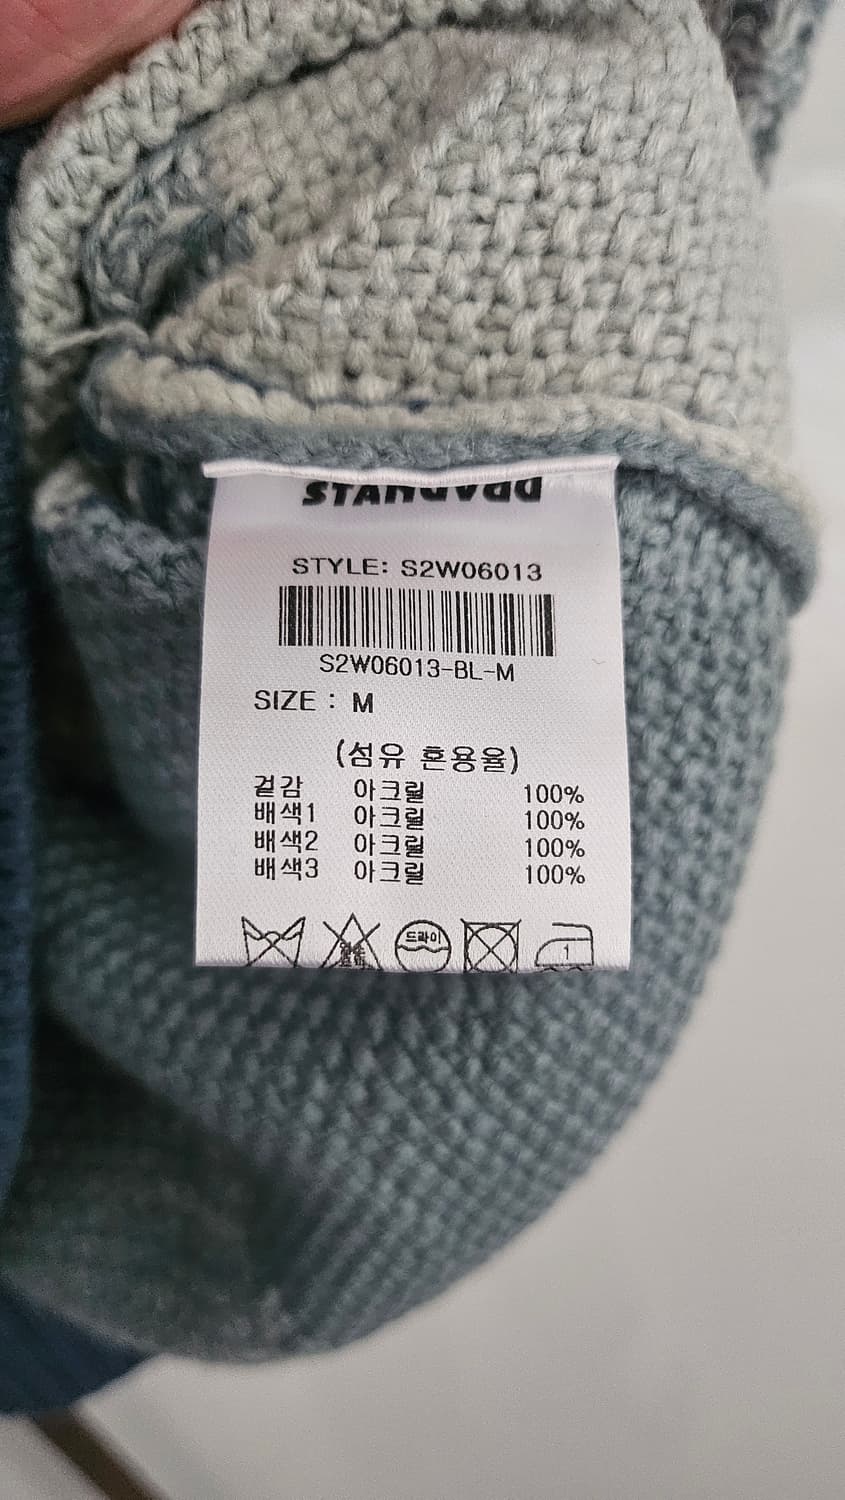 STYLE: S2W06013
S2W06013-BL-M
SIZE : M
(섬유 혼용율)
겉감 아크릴 100%
배색1 아크릴 100%
배색2 아크릴 100%
배색3 아크릴 100%
드라이
1